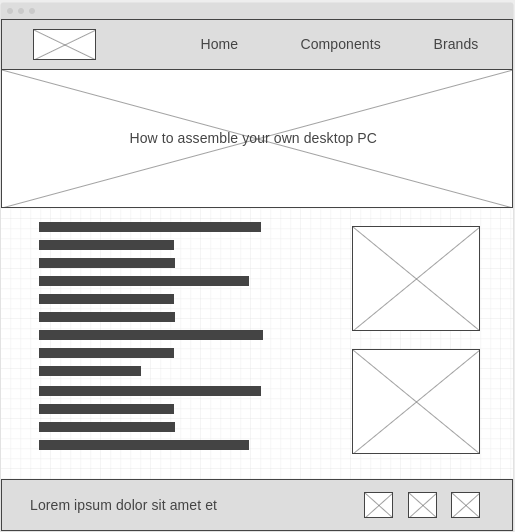 Home
Components
Brands
How to assemble your own desktop PC
Lorem ipsum dolor sit amet et